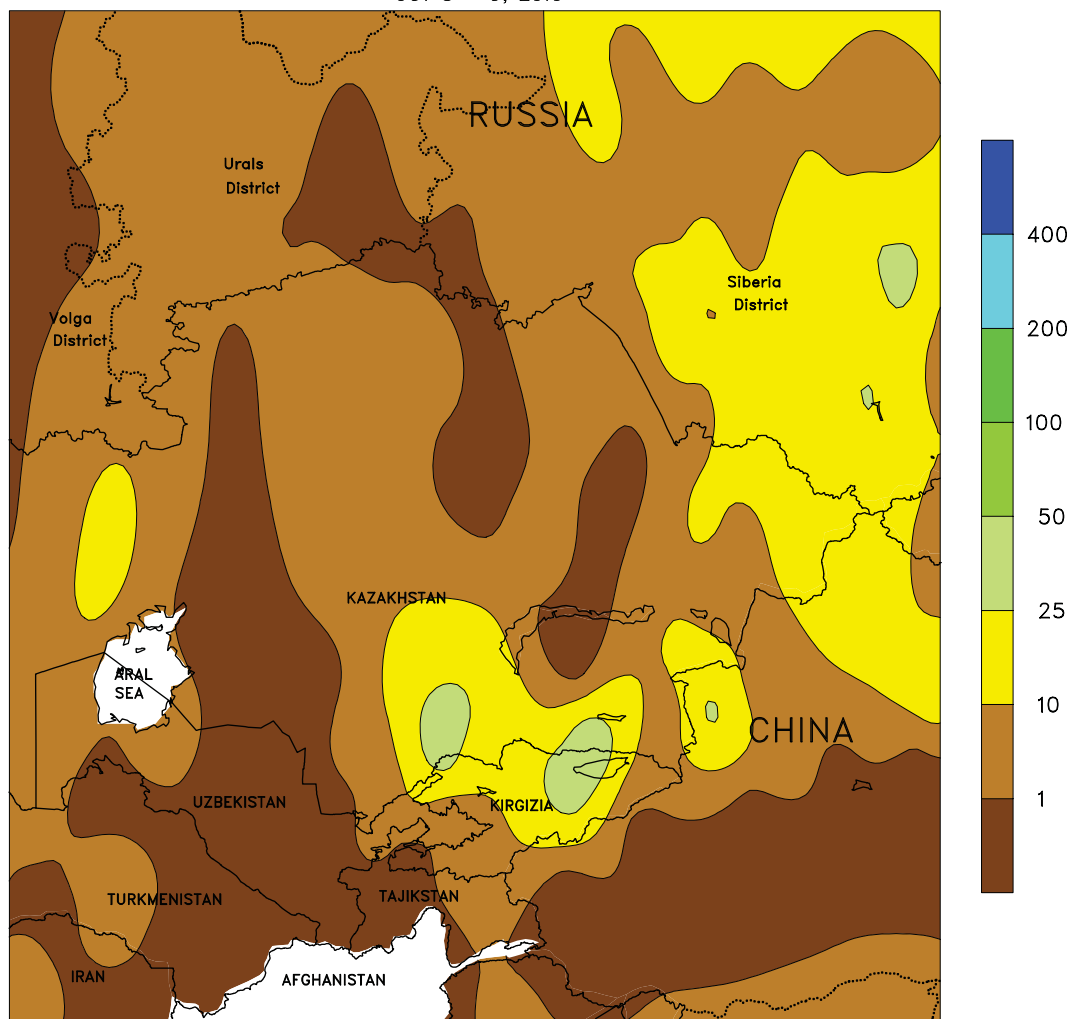 RUSSIA
Urals
District
Siberia
District
Volga
District
KAZAKHSTAN
ARAL
SEA
CHINA
UZBEKISTAN
KIRGIZIA
TURKMENISTAN
TAJIKSTAN
IRAN
AFGHANISTAN
400
200
100
50
25
10
1